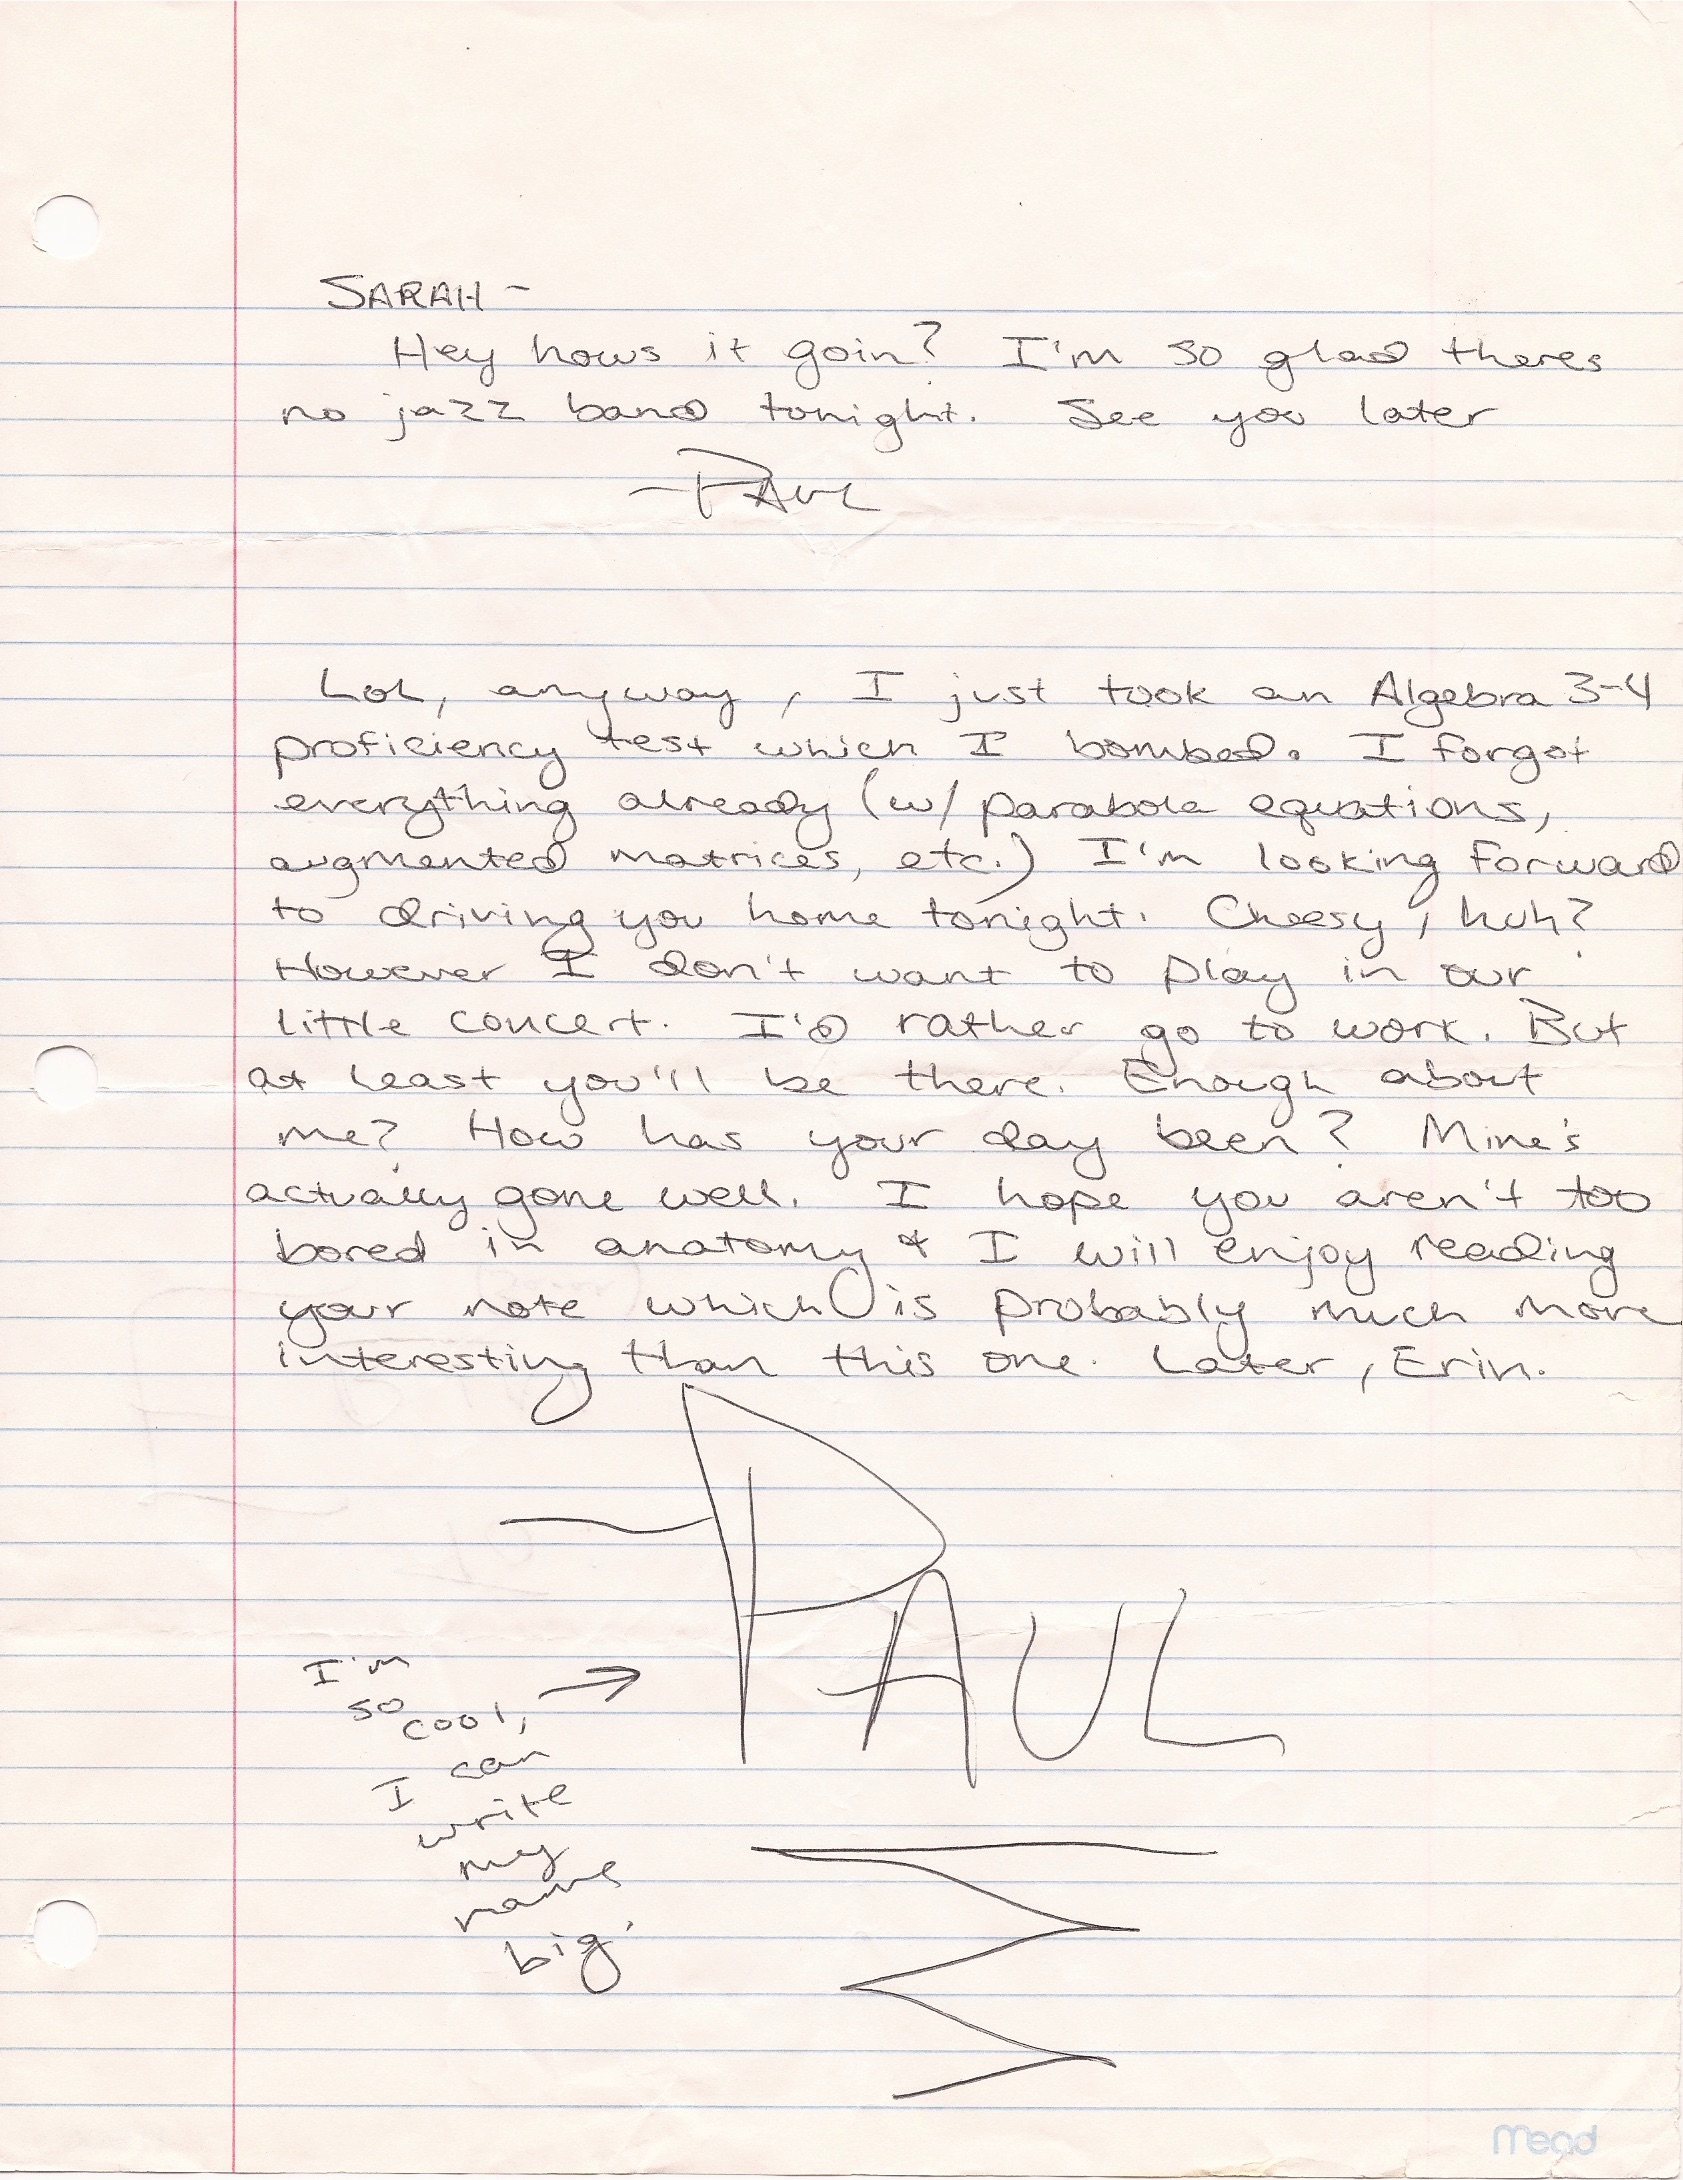 SARAH -
Hey hows it goin? I'm so glad theres
no jazz band tonight. See you later
- PAUL
LOL, anyway, I just took an Algebra 3-4
proficiency test which I bombed. I forgot
everything already (w/ parabola equations,
augmented matrices, etc.) I'm looking forward
to driving you home tonight. Cheesy, huh?
However I don't want to play in our
little concert. I'd rather go to work. But
at least you'll be there. Enough about
me? How has your day been? Mine's
actually gone well. I hope you aren't too
bored in anatomy & I will enjoy reading
your note which is probably much more
interesting than this one. Later, Erin.
- PAUL
I'm
so cool,
I can
write
my
name
big.
Mead